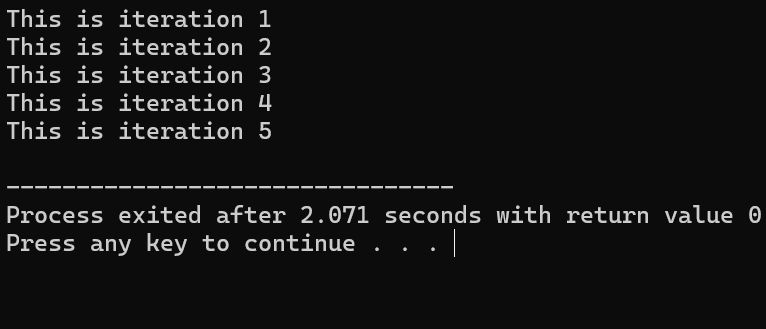 This is iteration 1
This is iteration 2
This is iteration 3
This is iteration 4
This is iteration 5
--------------------------------
Process exited after 2.071 seconds with return value 0
Press any key to continue . . .